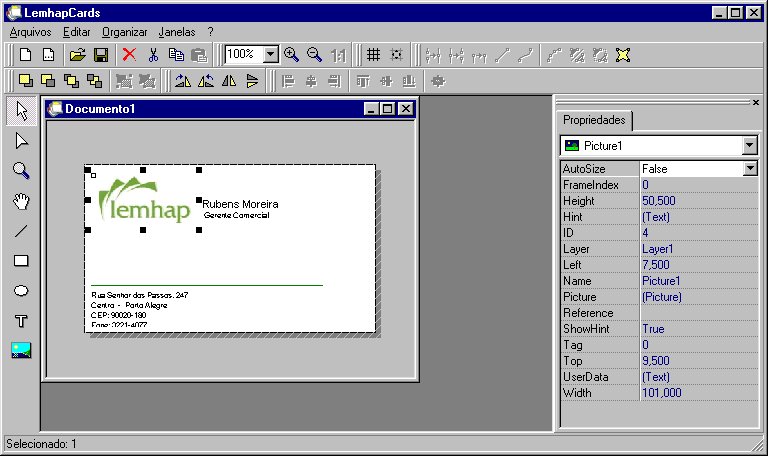 LemhapCards
Arquivos Editar Organizar Janelas ?
100%
1:1
Documento1
lemhap
Rubens Moreira
Gerente Comercial
Rua Senhor dos Passos, 247
Centro - Porto Alegre
CEP: 90020-180
Fone: 3221-4077
Propriedades
Picture1
AutoSize False
FrameIndex 0
Height 50,500
Hint (Text)
ID 4
Layer Layer1
Left 7,500
Name Picture1
Picture (Picture)
Reference
ShowHint True
Tag 0
Top 9,500
UserData (Text)
Width 101,000
T
Selecionado: 1